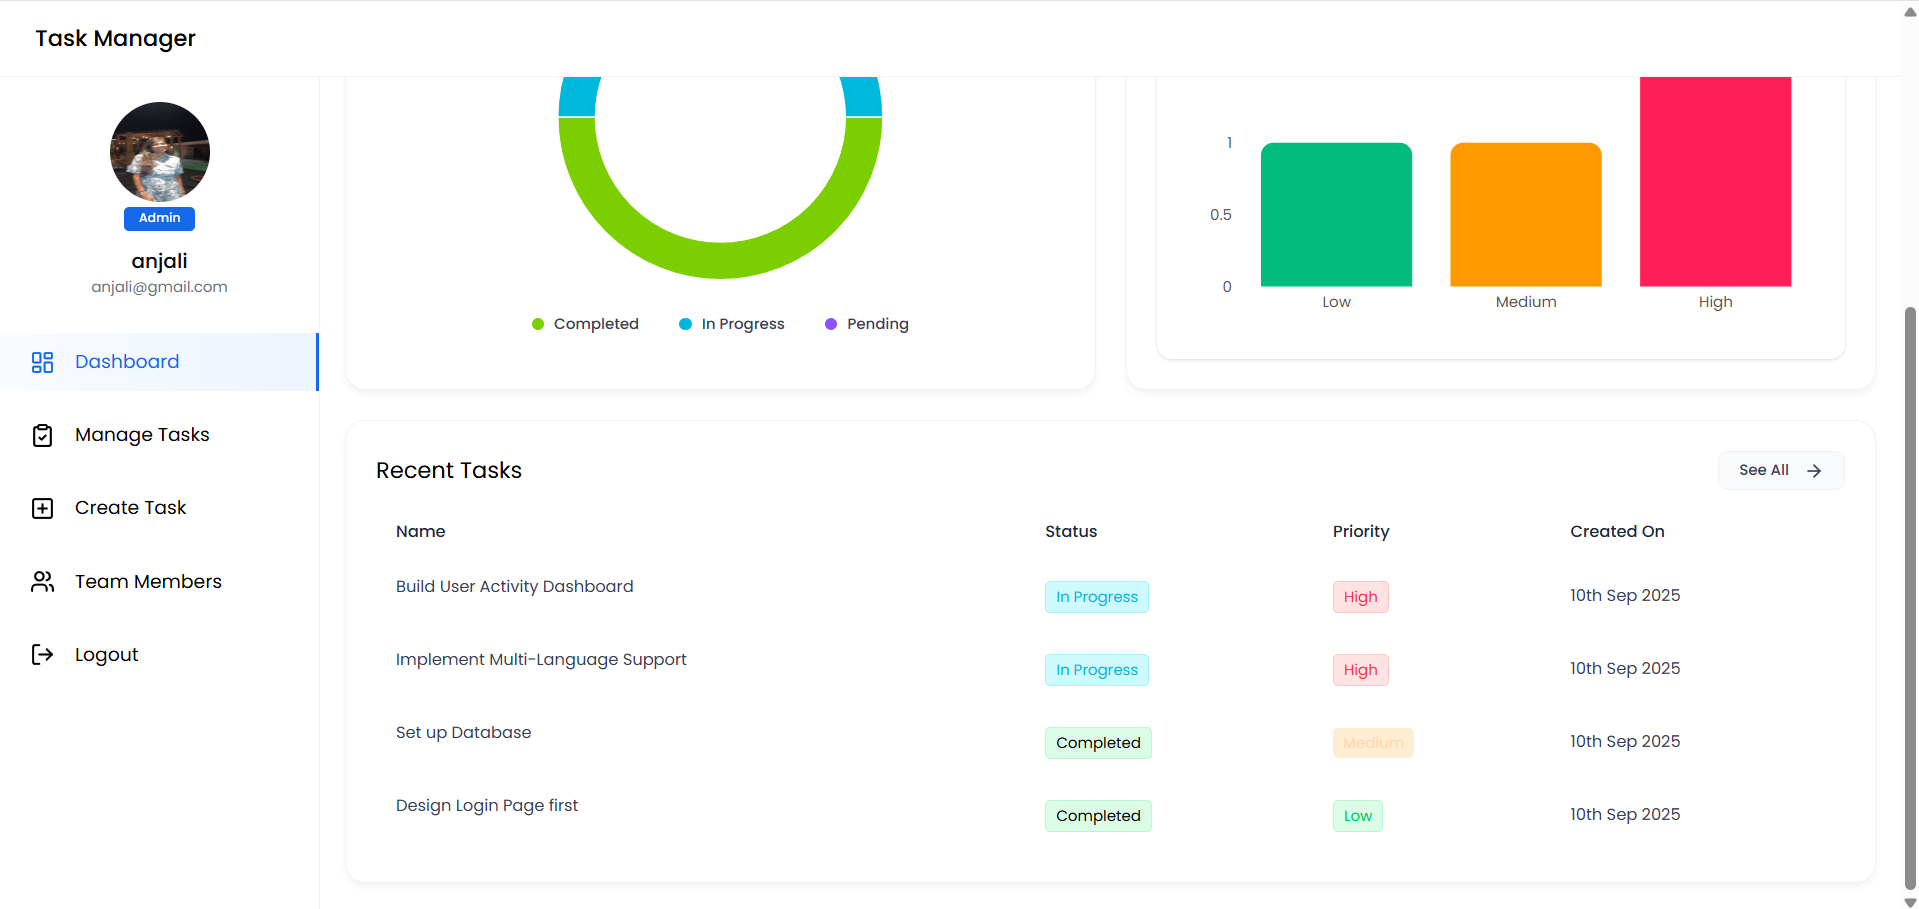 Task Manager
Admin
anjali
anjali@gmail.com
Dashboard
Manage Tasks
Create Task
Team Members
Logout
Completed In Progress Pending
1
0.5
0
Low Medium High
Recent Tasks
See All
Name Status Priority Created On
Build User Activity Dashboard In Progress High 10th Sep 2025
Implement Multi-Language Support In Progress High 10th Sep 2025
Set up Database Completed Medium 10th Sep 2025
Design Login Page first Completed Low 10th Sep 2025